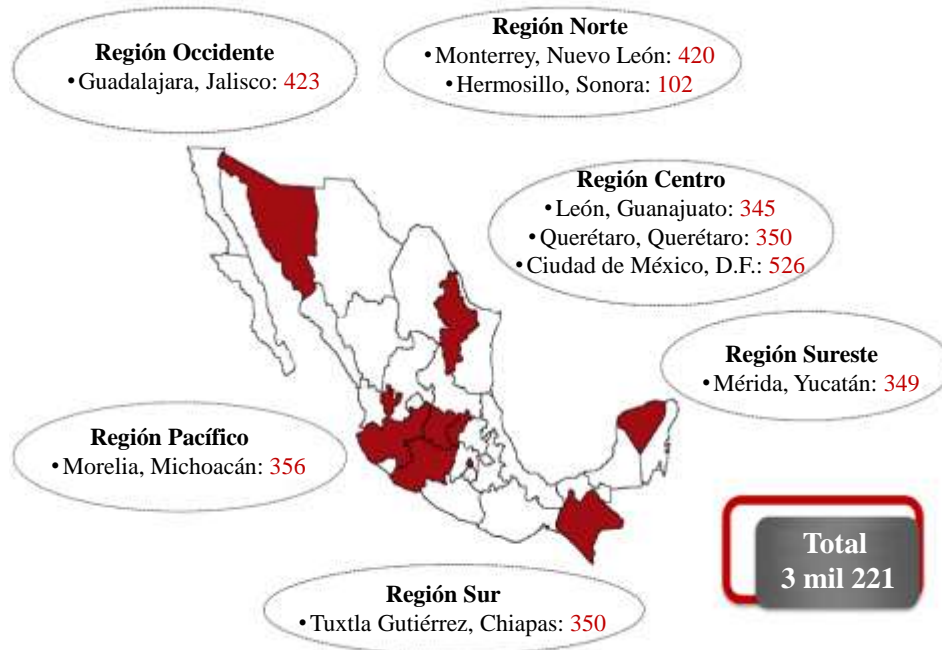 Región Occidente
•Guadalajara, Jalisco: 423
Región Norte
•Monterrey, Nuevo León: 420
•Hermosillo, Sonora: 102
Región Centro
•León, Guanajuato: 345
•Querétaro, Querétaro: 350
•Ciudad de México, D.F.: 526
Región Sureste
•Mérida, Yucatán: 349
Región Pacífico
•Morelia, Michoacán: 356
Total
3 mil 221
Región Sur
•Tuxtla Gutiérrez, Chiapas: 350